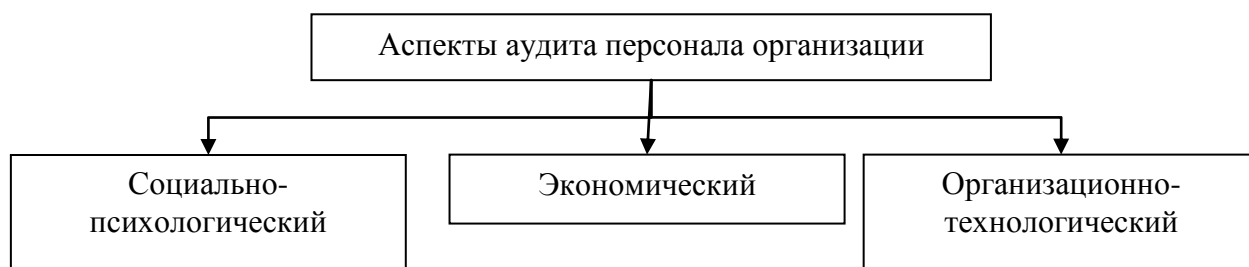 Аспекты аудита персонала организации
Социально-
психологический
Экономический
Организационно-
технологический